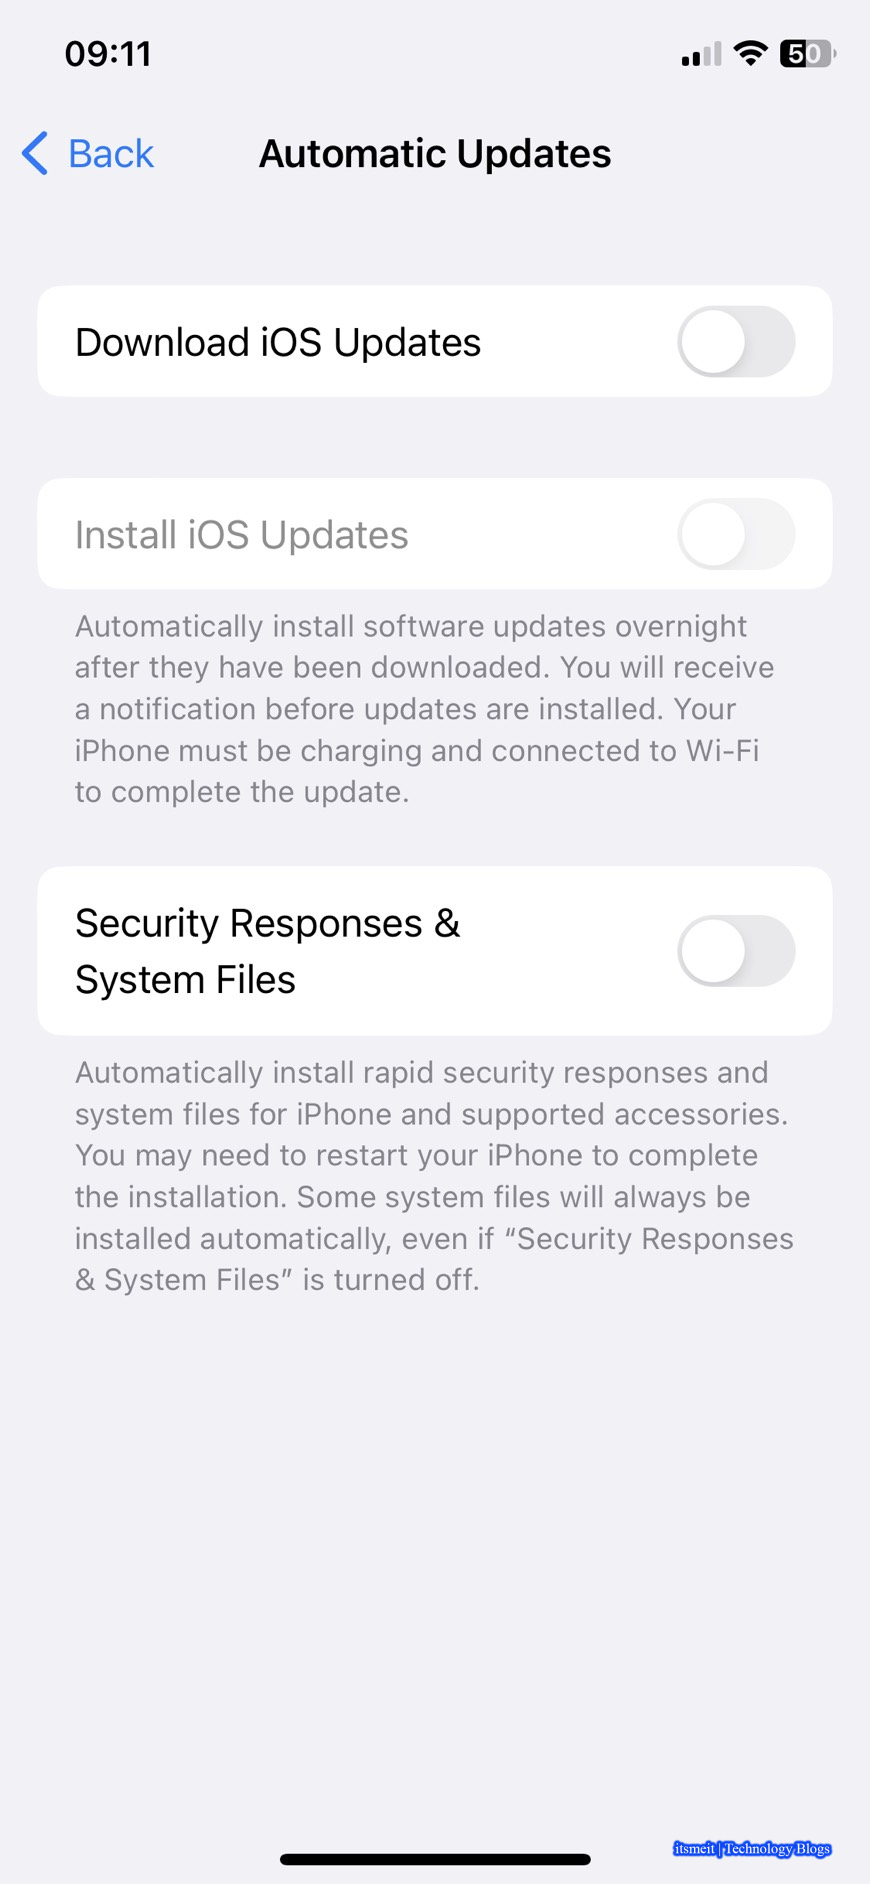 09:11
50
Back
Automatic Updates
Download iOS Updates
Install iOS Updates
Automatically install software updates overnight
after they have been downloaded. You will receive
a notification before updates are installed. Your
iPhone must be charging and connected to Wi-Fi
to complete the update.
Security Responses &
System Files
Automatically install rapid security responses and
system files for iPhone and supported accessories.
You may need to restart your iPhone to complete
the installation. Some system files will always be
installed automatically, even if “Security Responses
& System Files” is turned off.
itsmeit | Technology Blogs